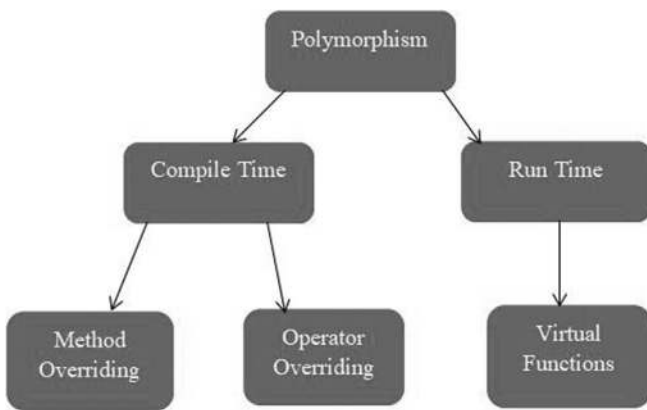 Polymorphism
Compile Time
Run Time
Method
Overriding
Operator
Overriding
Virtual
Functions